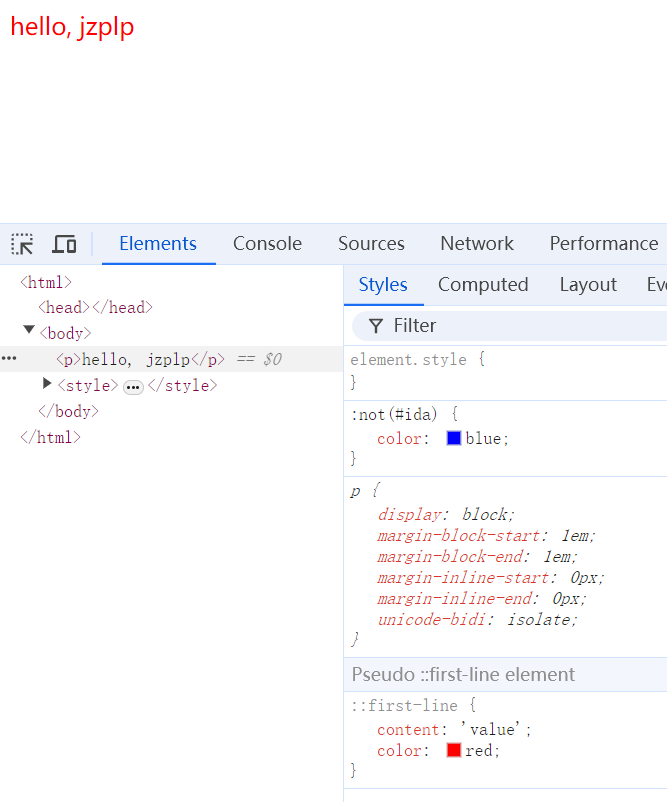 hello, jzplp
Elements Console Sources Network Performance
<html>
<head></head>
<body>
<p>hello, jzplp</p> == $0
<style>…</style>
</body>
</html>
Styles Computed Layout Eve
Filter
element.style {
}
:not(#ida) {
color: blue;
}
p {
display: block;
margin-block-start: 1em;
margin-block-end: 1em;
margin-inline-start: 0px;
margin-inline-end: 0px;
unicode-bidi: isolate;
}
Pseudo ::first-line element
::first-line {
content: 'value';
color: red;
}